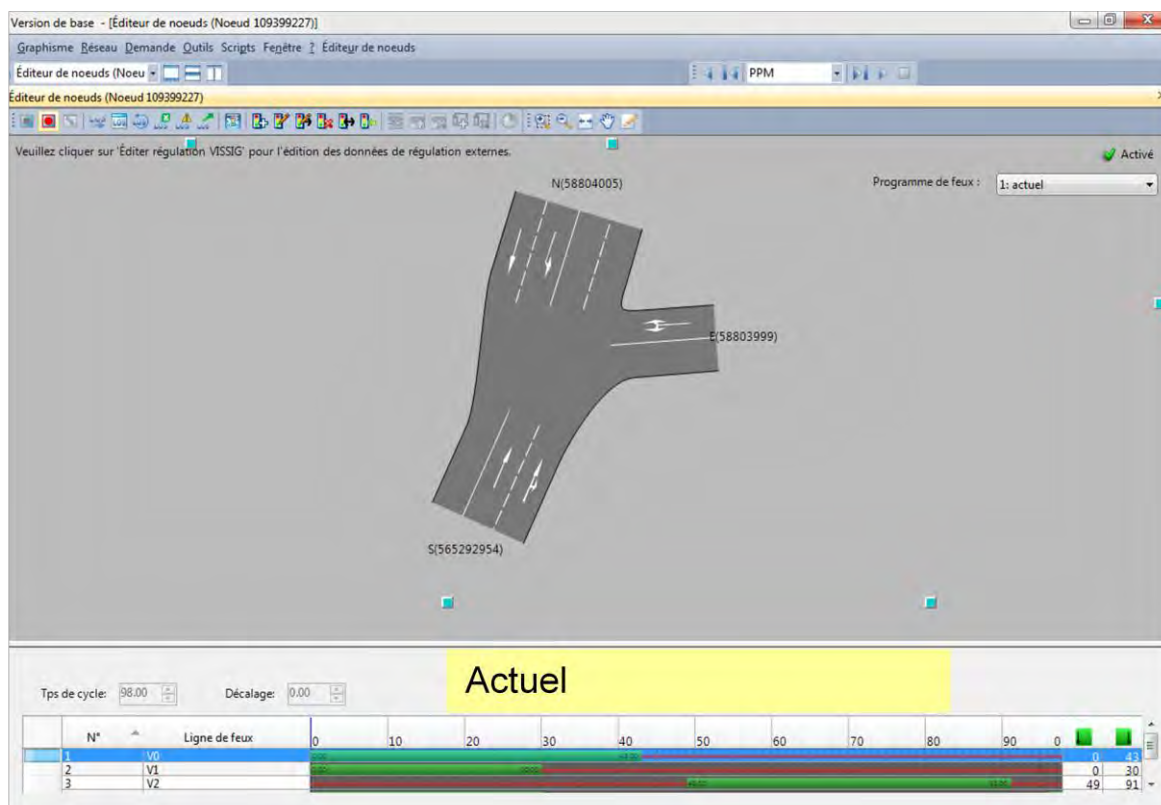 Version de base - [Éditeur de noeuds (Noeud 109399227)]
Graphisme Réseau Demande Outils Scripts Fenêtre ? Éditeur de noeuds
Éditeur de noeuds (Noeu PPM
Éditeur de noeuds (Noeud 109399227)
Veuillez cliquer sur 'Éditer régulation VISSIG' pour l'édition des données de régulation externes.
Activé
N(58804005)
Programme de feux : 1: actuel
E(58803999)
S(565292954)
Actuel
Tps de cycle: 98.00 Décalage: 0.00
N° Ligne de feux 0 10 20 30 40 50 60 70 80 90 0
1 V0 0 43
2 V1 0 30
3 V2 49 91